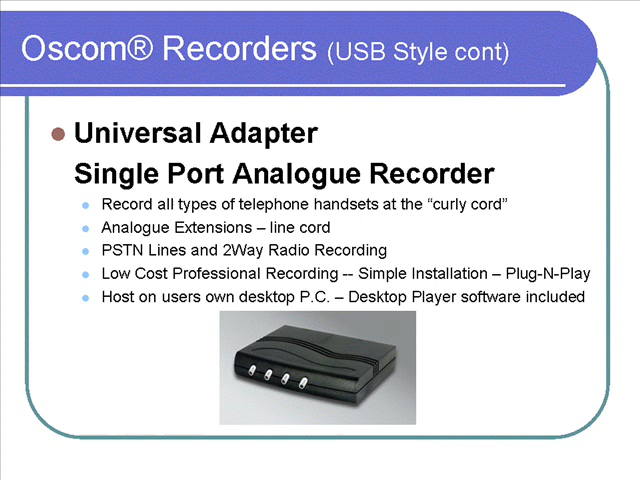 Oscom® Recorders (USB Style cont)
Universal Adapter
Single Port Analogue Recorder
Record all types of telephone handsets at the “curly cord”
Analogue Extensions – line cord
PSTN Lines and 2Way Radio Recording
Low Cost Professional Recording -- Simple Installation – Plug-N-Play
Host on users own desktop P.C. – Desktop Player software included